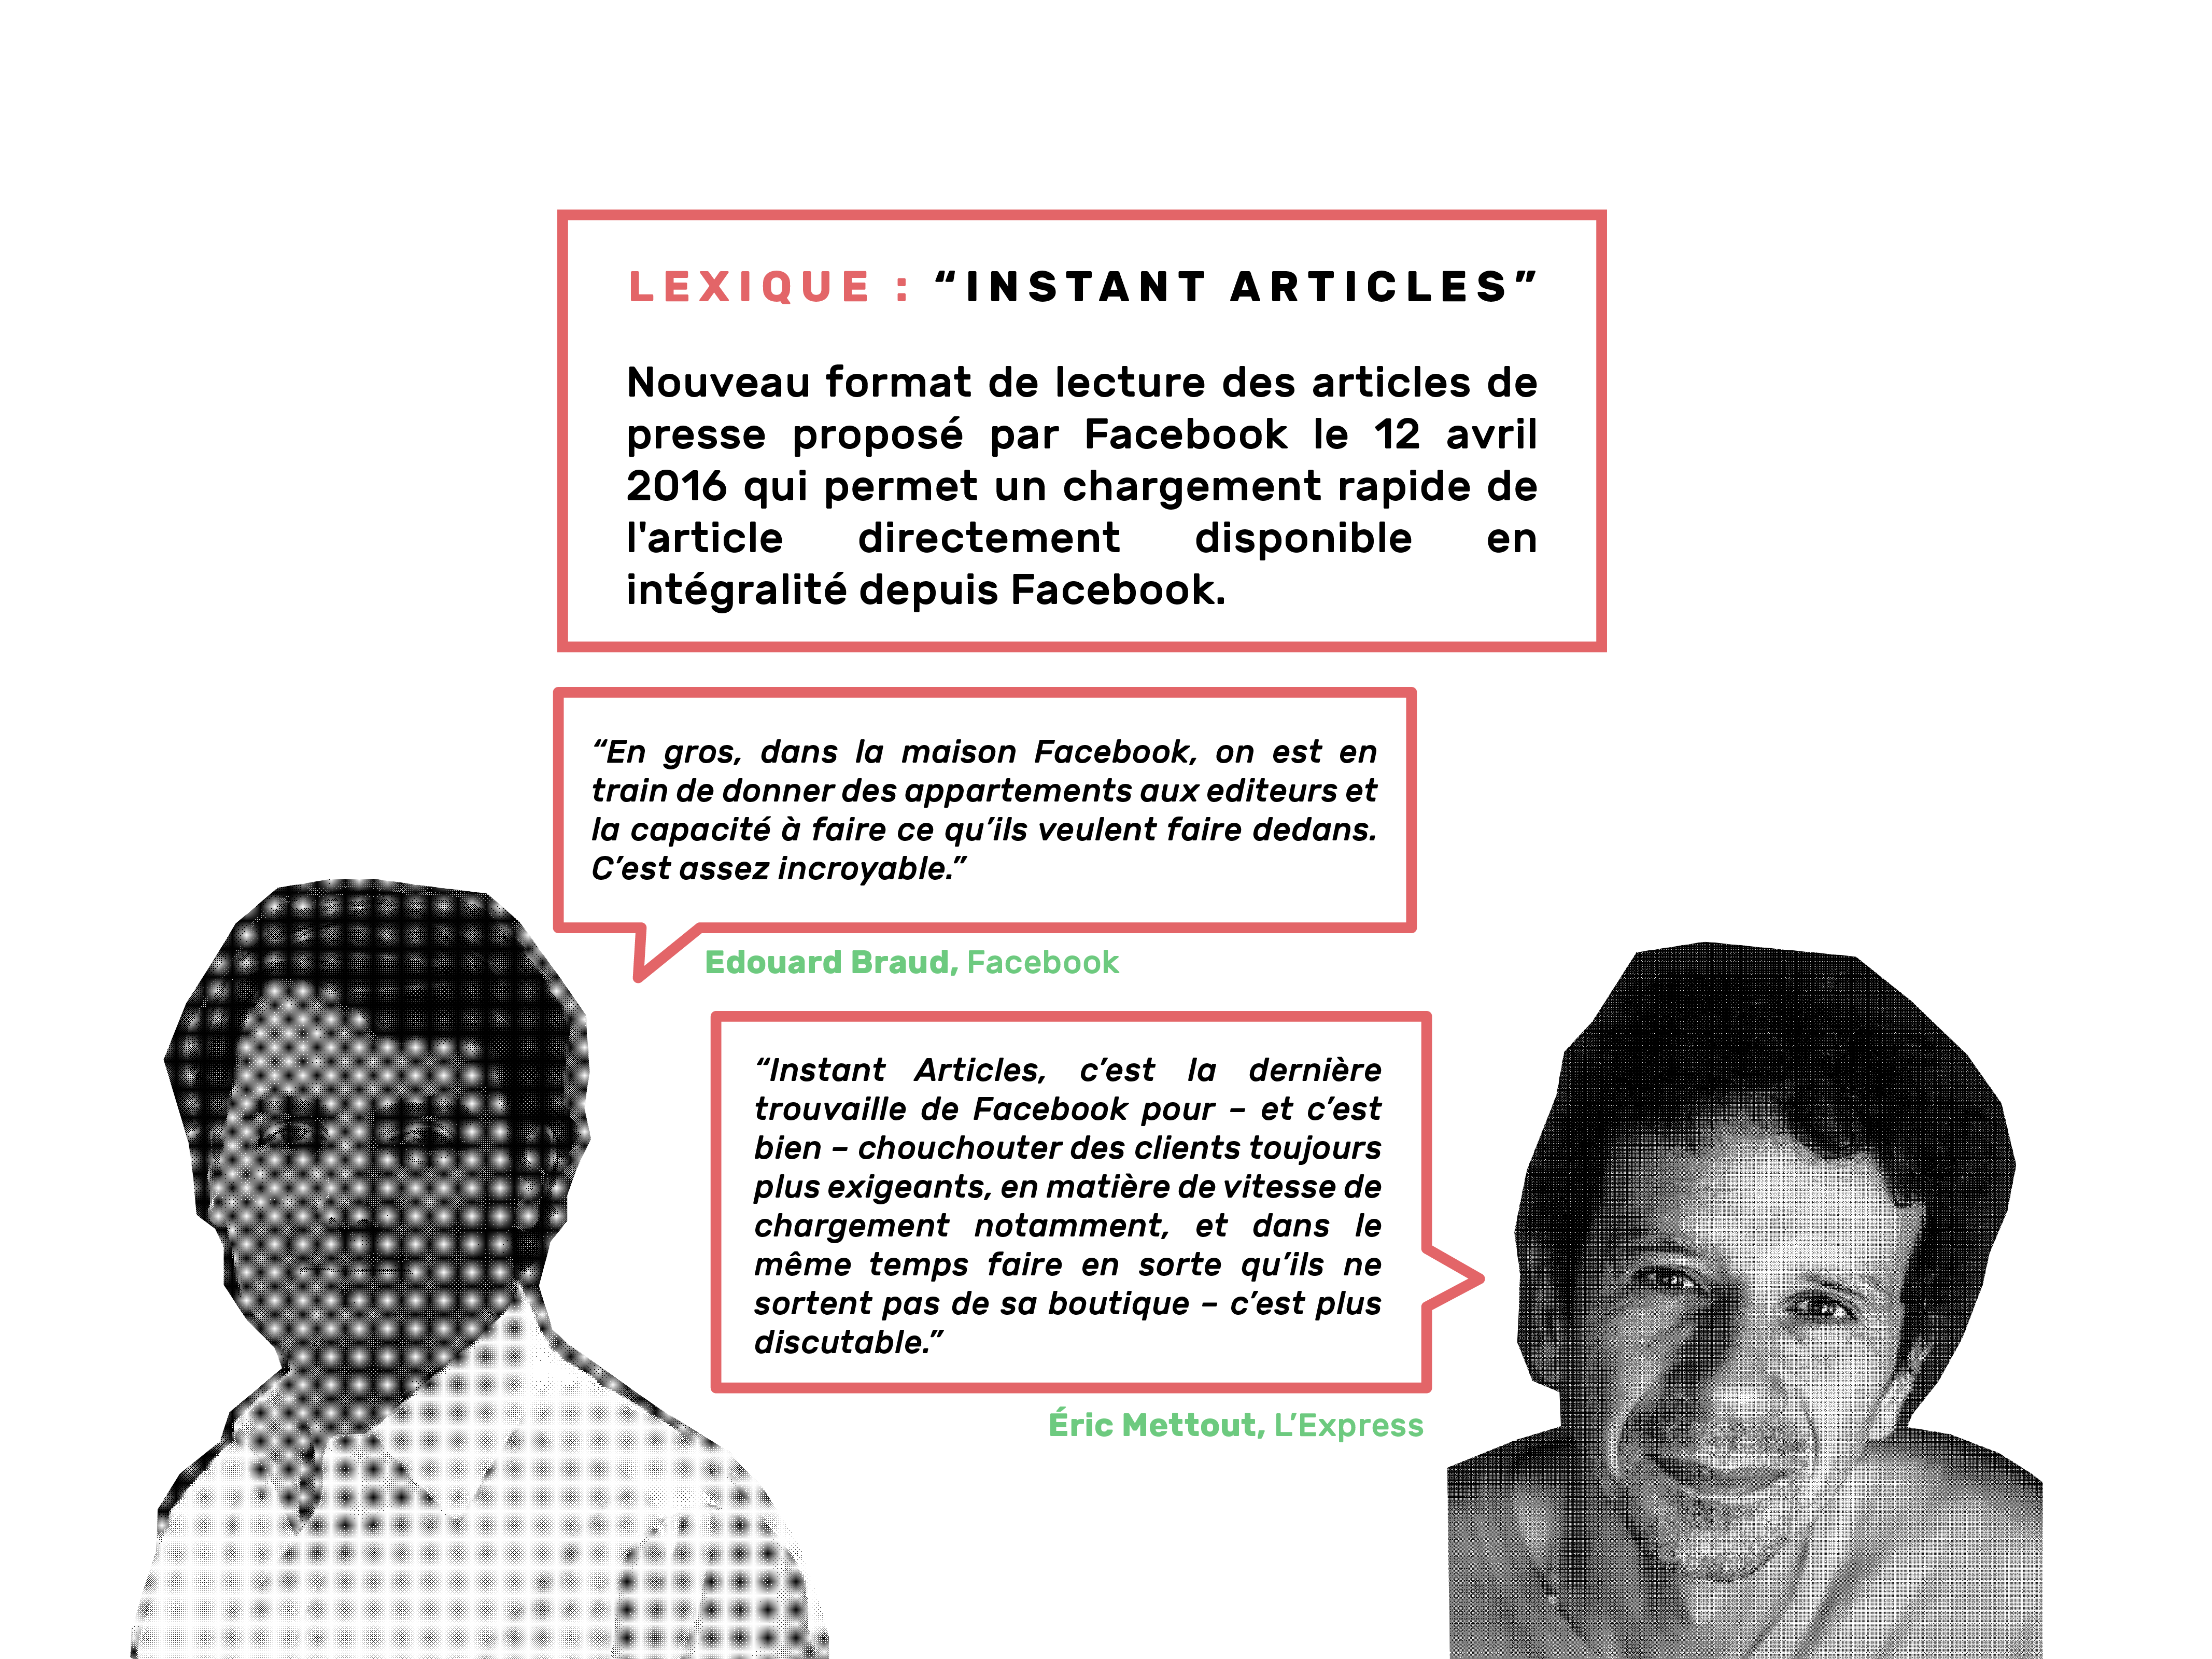 LEXIQUE : “INSTANT ARTICLES”
Nouveau format de lecture des articles de
presse proposé par Facebook le 12 avril
2016 qui permet un chargement rapide de
l'article directement disponible en
intégralité depuis Facebook.
“En gros, dans la maison Facebook, on est en
train de donner des appartements aux editeurs et
la capacité à faire ce qu’ils veulent faire dedans.
C’est assez incroyable.”
Edouard Braud, Facebook
“Instant Articles, c’est la dernière
trouvaille de Facebook pour – et c’est
bien – chouchouter des clients toujours
plus exigeants, en matière de vitesse de
chargement notamment, et dans le
même temps faire en sorte qu’ils ne
sortent pas de sa boutique – c’est plus
discutable.”
Éric Mettout, L’Express